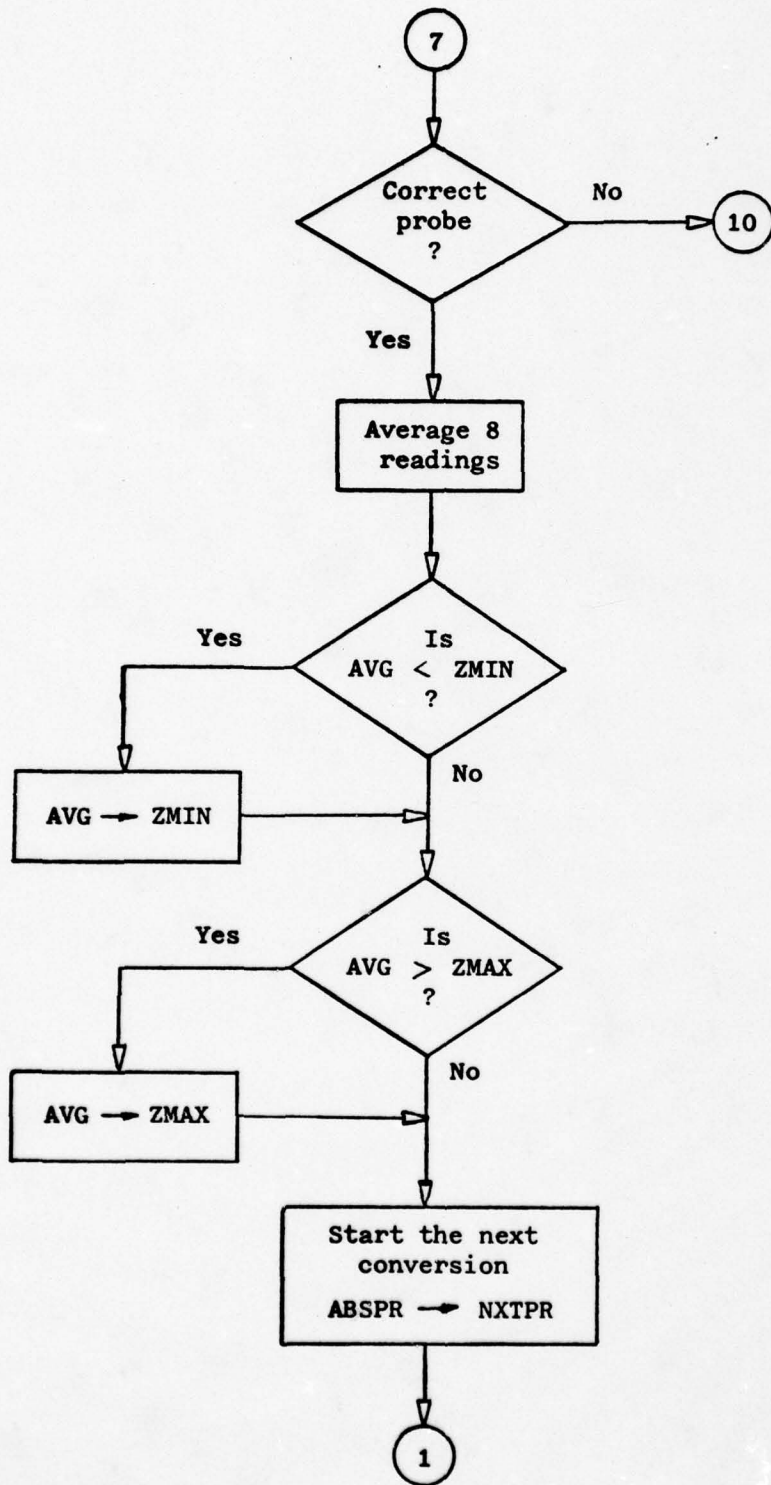 7
Correct
probe
?
No
10
Yes
Average 8
readings
Yes
Is
AVG < ZMIN
?
No
AVG → ZMIN
Yes
Is
AVG > ZMAX
?
No
AVG → ZMAX
Start the next
conversion
ABSPR → NXTPR
1